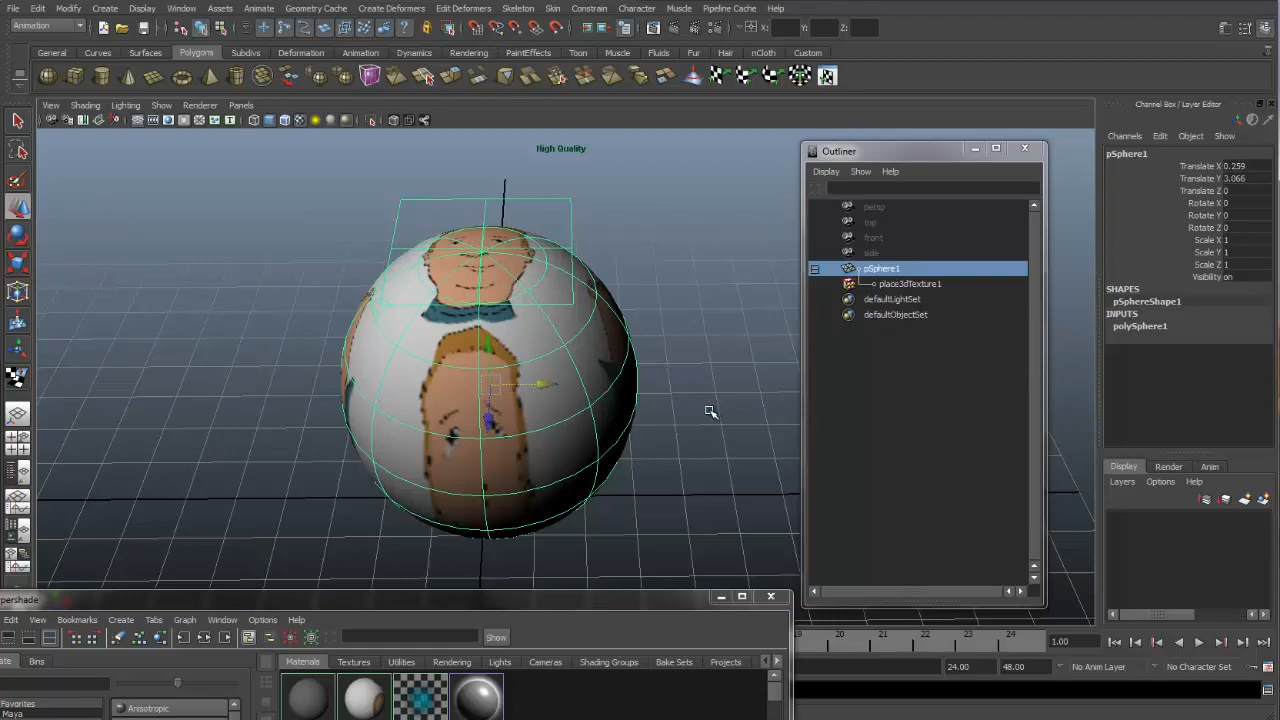 File Edit Modify Create Display Window Assets Animate Geometry Cache Create Deformers Edit Deformers Skeleton Skin Constrain Character Muscle Pipeline Cache Help
Animation X: Y: Z:
General Curves Surfaces Polygons Subdivs Deformation Animation Dynamics Rendering PaintEffects Toon Muscle Fluids Fur Hair nCloth Custom
View Shading Lighting Show Renderer Panels
Channel Box / Layer Editor
Channels Edit Object Show
High Quality
Outliner
Display Show Help
persp
top
front
side
pSphere1
place3dTexture1
defaultLightSet
defaultObjectSet
pSphere1
Translate X 0.259
Translate Y 3.066
Translate Z 0
Rotate X 0
Rotate Y 0
Rotate Z 0
Scale X 1
Scale Y 1
Scale Z 1
Visibility on
SHAPES
pSphereShape1
INPUTS
polySphere1
Display Render Anim
Layers Options Help
19 20 21 22 23 24 1.00
24.00 48.00 No Anim Layer No Character Set
pershade
Edit View Bookmarks Create Tabs Graph Window Options Help
Show
ate Bins
Materials Textures Utilities Rendering Lights Cameras Shading Groups Bake Sets Projects
Favorites
Maya
Anisotropic